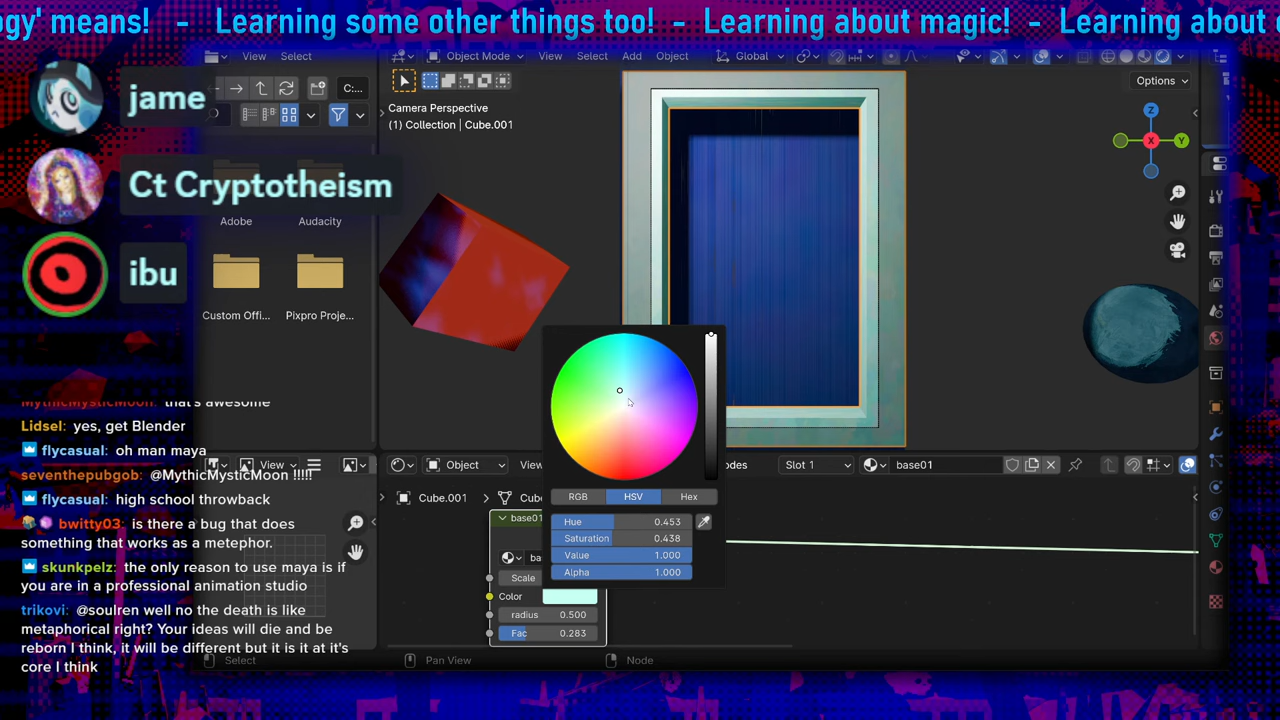 ogy' means! - Learning some other things too! - Learning about magic! - Learning about
View Select
Object Mode View Select Add Object Global
C:...
Options
Camera Perspective
(1) Collection | Cube.001
Z
X
Y
jame
Ct Cryptotheism
ibu
Adobe Audacity
Custom Offi... Pixpro Proje...
MythicMysticMoon: that's awesome
Lidsel: yes, get Blender
flycasual: oh man maya
seventhepubgob: @MythicMysticMoon !!!!!
flycasual: high school throwback
bwitty03: is there a bug that does
something that works as a metephor.
skunkpelz: the only reason to use maya is if
you are in a professional animation studio
trikovi: @soulren well no the death is like
metaphorical right? Your ideas will die and be
reborn I think, it will be different but it is it at it's
core I think
View
Object Slot 1 base01
Cube.001
base01
Scale
Color
radius 0.500
Fac 0.283
RGB HSV Hex
Hue 0.453
Saturation 0.438
Value 1.000
Alpha 1.000
Select Pan View Node